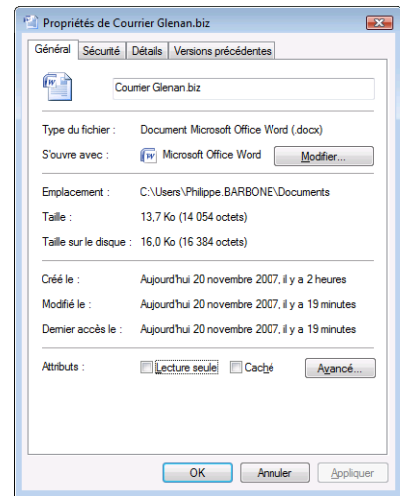 Propriétés de Courrier Glenan.biz
Général Sécurité Détails Versions précédentes
Courrier Glenan.biz
Type du fichier : Document Microsoft Office Word (.docx)
S'ouvre avec : Microsoft Office Word Modifier...
Emplacement : C:\Users\Philippe.BARBONE\Documents
Taille : 13,7 Ko (14 054 octets)
Taille sur le disque : 16,0 Ko (16 384 octets)
Créé le : Aujourd'hui 20 novembre 2007, il y a 2 heures
Modifié le : Aujourd'hui 20 novembre 2007, il y a 19 minutes
Dernier accès le : Aujourd'hui 20 novembre 2007, il y a 19 minutes
Attributs : Lecture seule Caché Avancé...
OK Annuler Appliquer